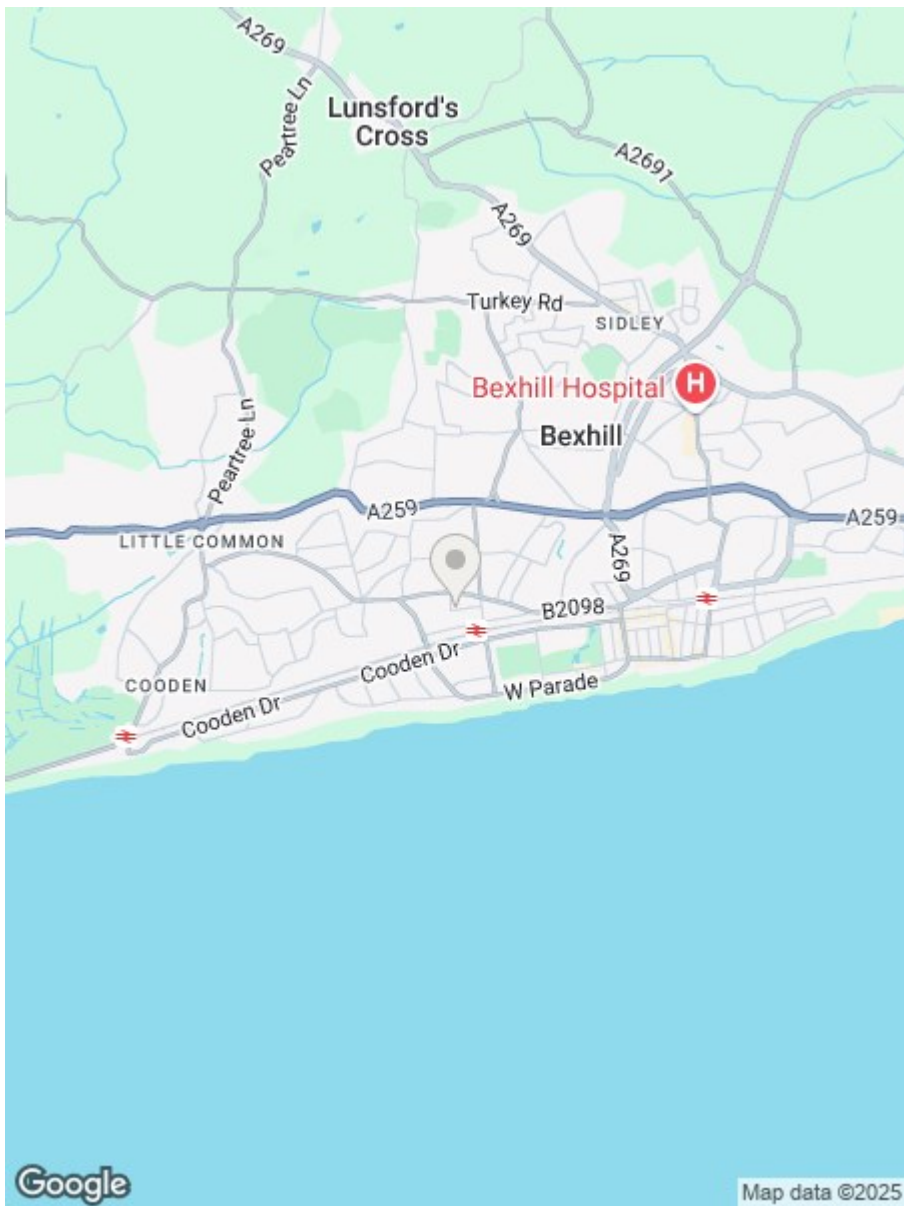 A269
Lunsford's
Cross
Peartree Ln
A2691
A269
Turkey Rd
SIDLEY
Bexhill Hospital
H
Bexhill
Peartree Ln
A259
A259
LITTLE COMMON
A269
B2098
Cooden Dr
W Parade
COODEN
Cooden Dr
Google
Map data ©2025